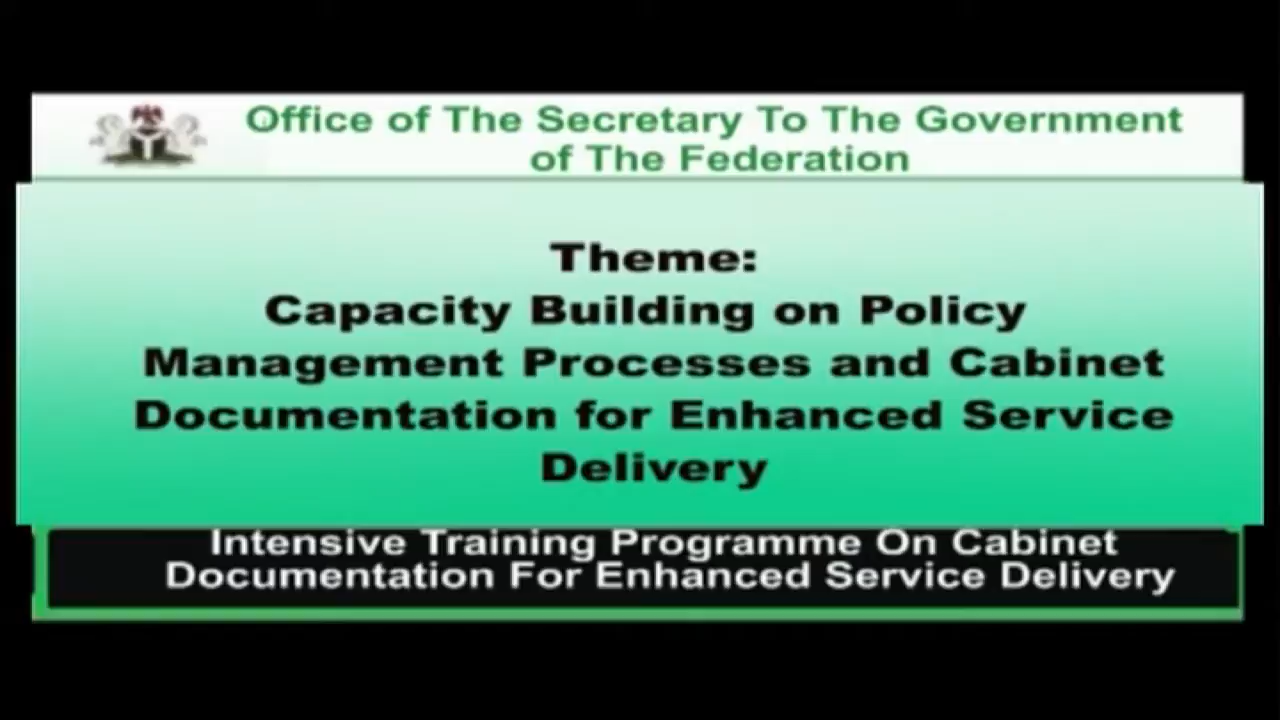 Office of The Secretary To The Government
of The Federation
Theme:
Capacity Building on Policy
Management Processes and Cabinet
Documentation for Enhanced Service
Delivery
Intensive Training Programme On Cabinet
Documentation For Enhanced Service Delivery